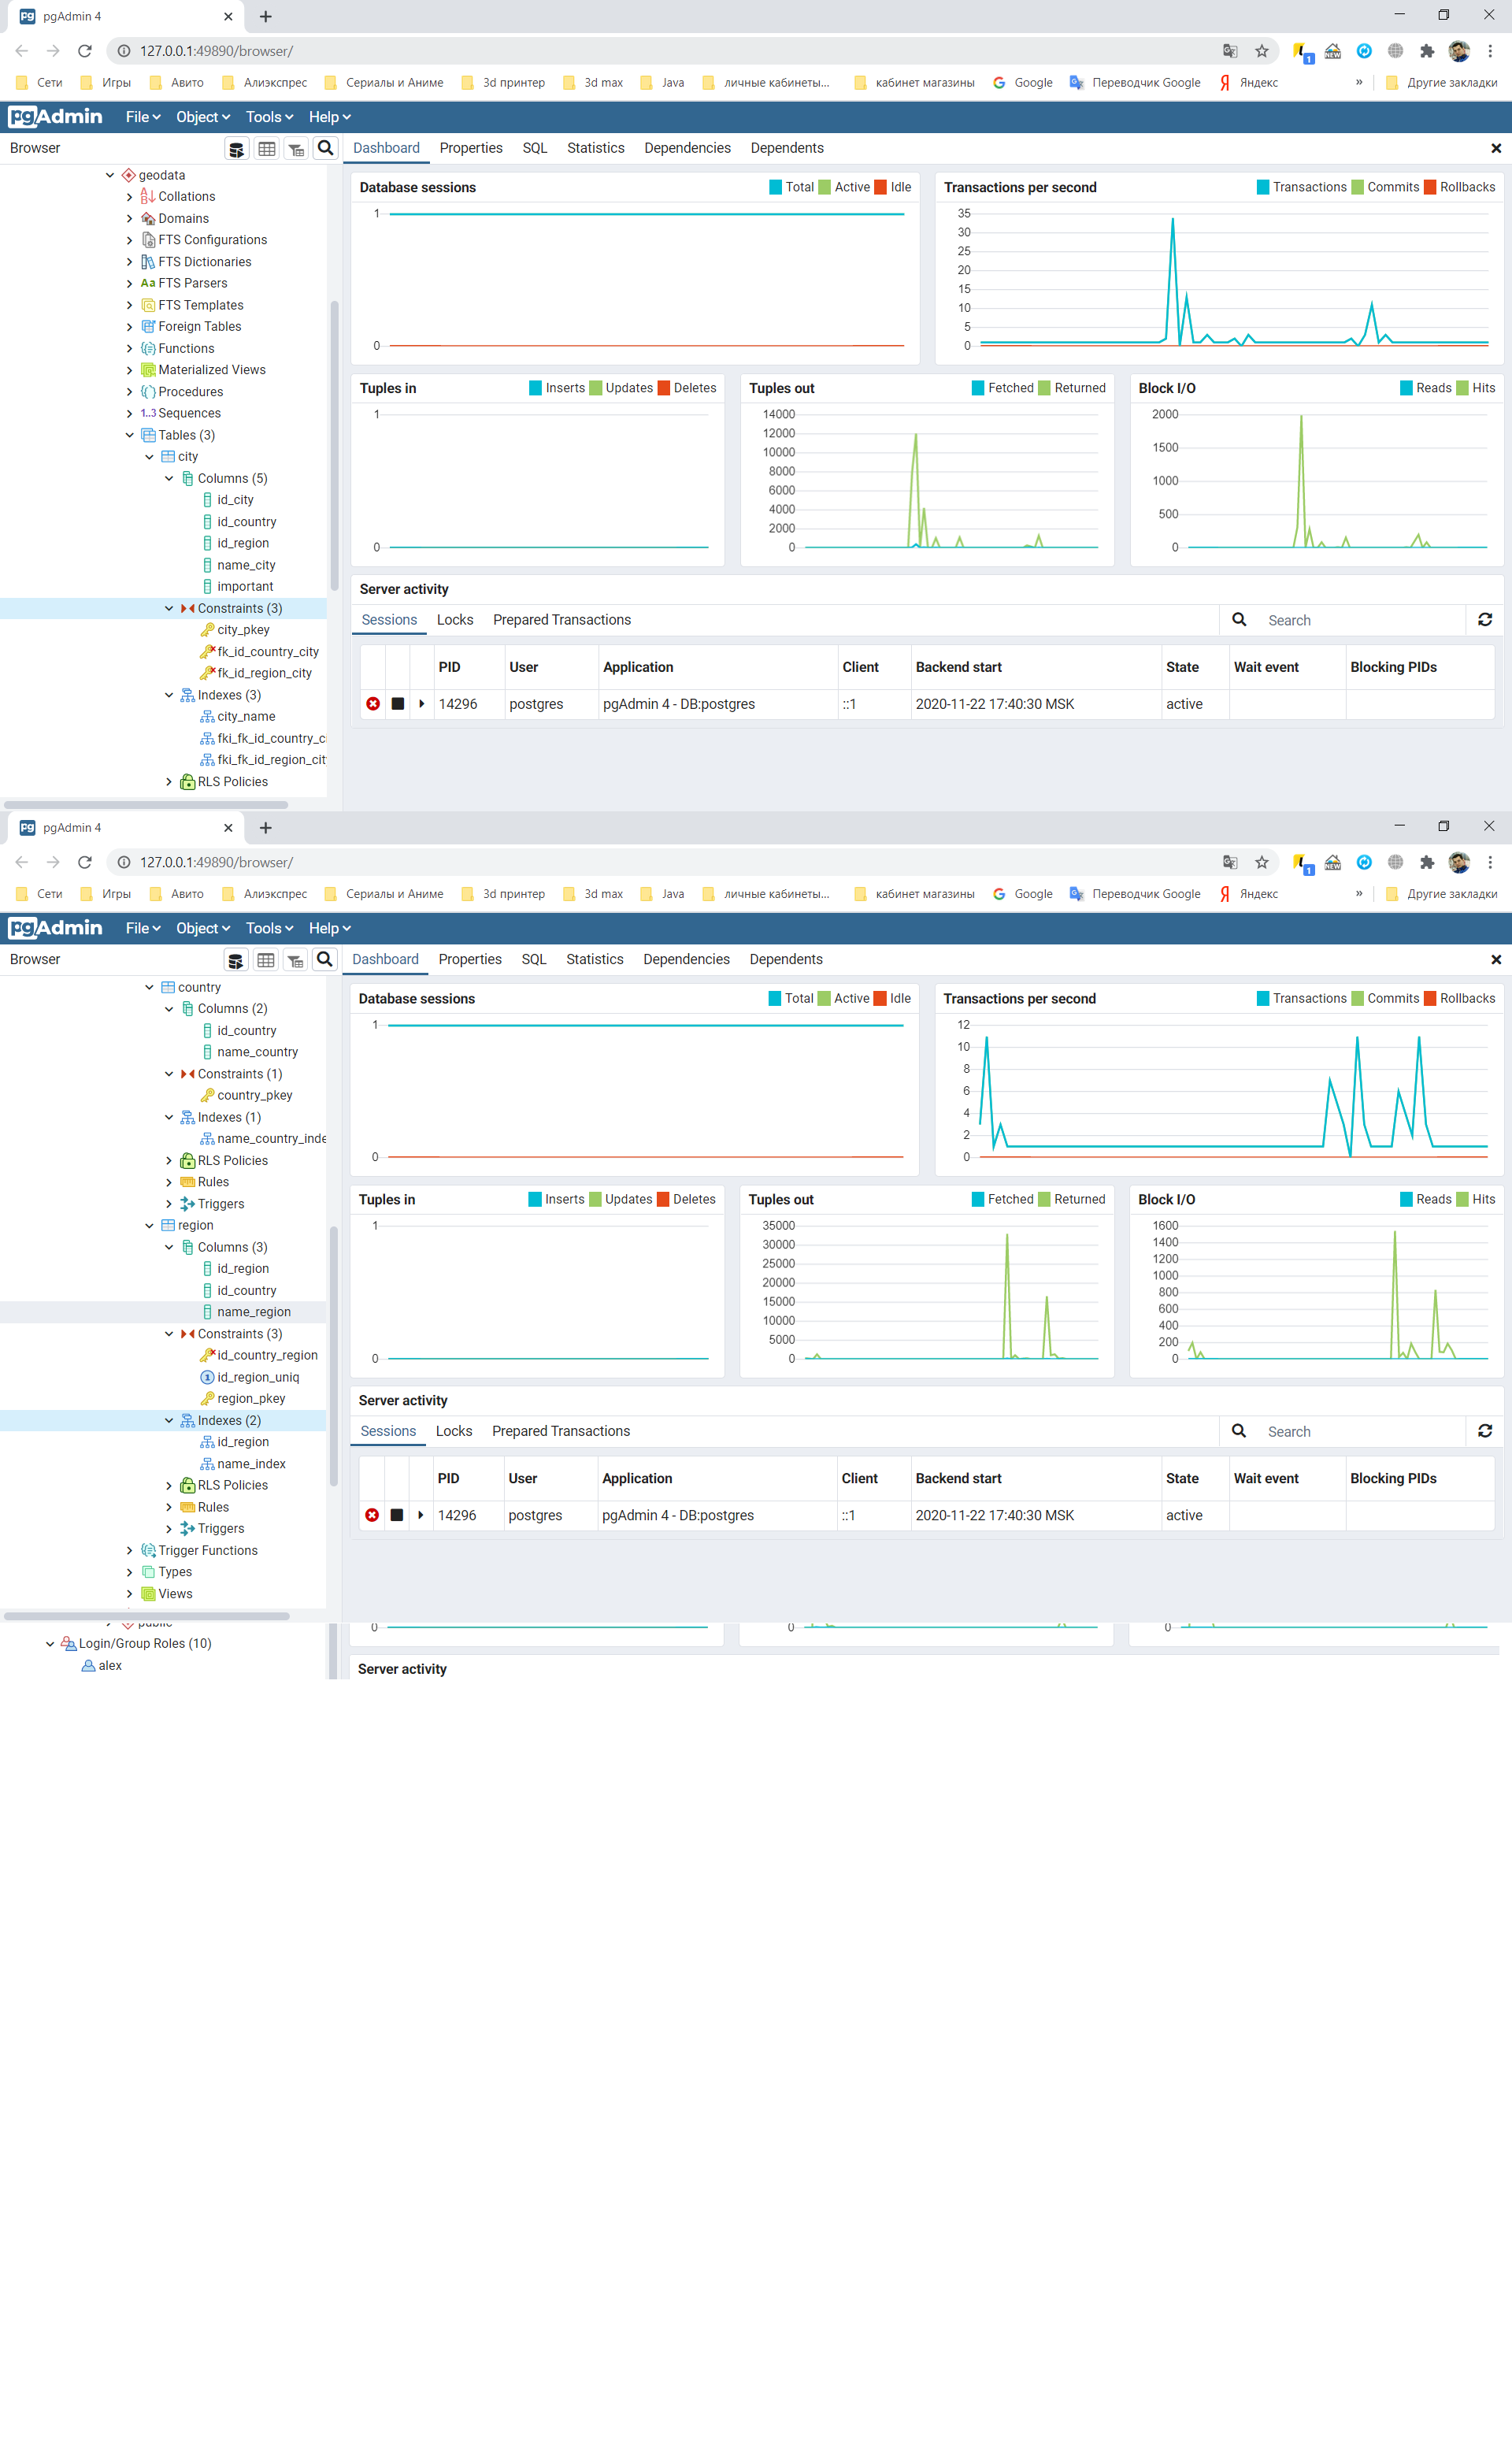 pgAdmin 4
127.0.0.1:49890/browser/
1
NEW
Сети Игры Авито Алиэкспрес Сериалы и Аниме 3d принтер 3d max Java личные кабинеты... кабинет магазины Google Переводчик Google Яндекс » Другие закладки
pgAdmin File Object Tools Help
Browser
Dashboard Properties SQL Statistics Dependencies Dependents
geodata
Collations
Domains
FTS Configurations
FTS Dictionaries
Aa FTS Parsers
FTS Templates
Foreign Tables
Functions
Materialized Views
Procedures
1..3 Sequences
Tables (3)
city
Columns (5)
id_city
id_country
id_region
name_city
important
Constraints (3)
city_pkey
fk_id_country_city
fk_id_region_city
Indexes (3)
city_name
fki_fk_id_country_c
fki_fk_id_region_cit
RLS Policies
Database sessions Total Active Idle
1
0
Transactions per second Transactions Commits Rollbacks
35
30
25
20
15
10
5
0
Tuples in Inserts Updates Deletes
1
0
Tuples out Fetched Returned
14000
12000
10000
8000
6000
4000
2000
0
Block I/O Reads Hits
2000
1500
1000
500
0
Server activity
Sessions Locks Prepared Transactions Search
PID User Application Client Backend start State Wait event Blocking PIDs
14296 postgres pgAdmin 4 - DB:postgres ::1 2020-11-22 17:40:30 MSK active
pgAdmin 4
127.0.0.1:49890/browser/
1
NEW
Сети Игры Авито Алиэкспрес Сериалы и Аниме 3d принтер 3d max Java личные кабинеты... кабинет магазины Google Переводчик Google Яндекс » Другие закладки
pgAdmin File Object Tools Help
Browser
Dashboard Properties SQL Statistics Dependencies Dependents
country
Columns (2)
id_country
name_country
Constraints (1)
country_pkey
Indexes (1)
name_country_inde
RLS Policies
Rules
Triggers
region
Columns (3)
id_region
id_country
name_region
Constraints (3)
id_country_region
1 id_region_uniq
region_pkey
Indexes (2)
id_region
name_index
RLS Policies
Rules
Triggers
Trigger Functions
Types
Views
Database sessions Total Active Idle
1
0
Transactions per second Transactions Commits Rollbacks
12
10
8
6
4
2
0
Tuples in Inserts Updates Deletes
1
0
Tuples out Fetched Returned
35000
30000
25000
20000
15000
10000
5000
0
Block I/O Reads Hits
1600
1400
1200
1000
800
600
400
200
0
Server activity
Sessions Locks Prepared Transactions Search
PID User Application Client Backend start State Wait event Blocking PIDs
14296 postgres pgAdmin 4 - DB:postgres ::1 2020-11-22 17:40:30 MSK active
public
Login/Group Roles (10)
alex
0
0
0
Server activity